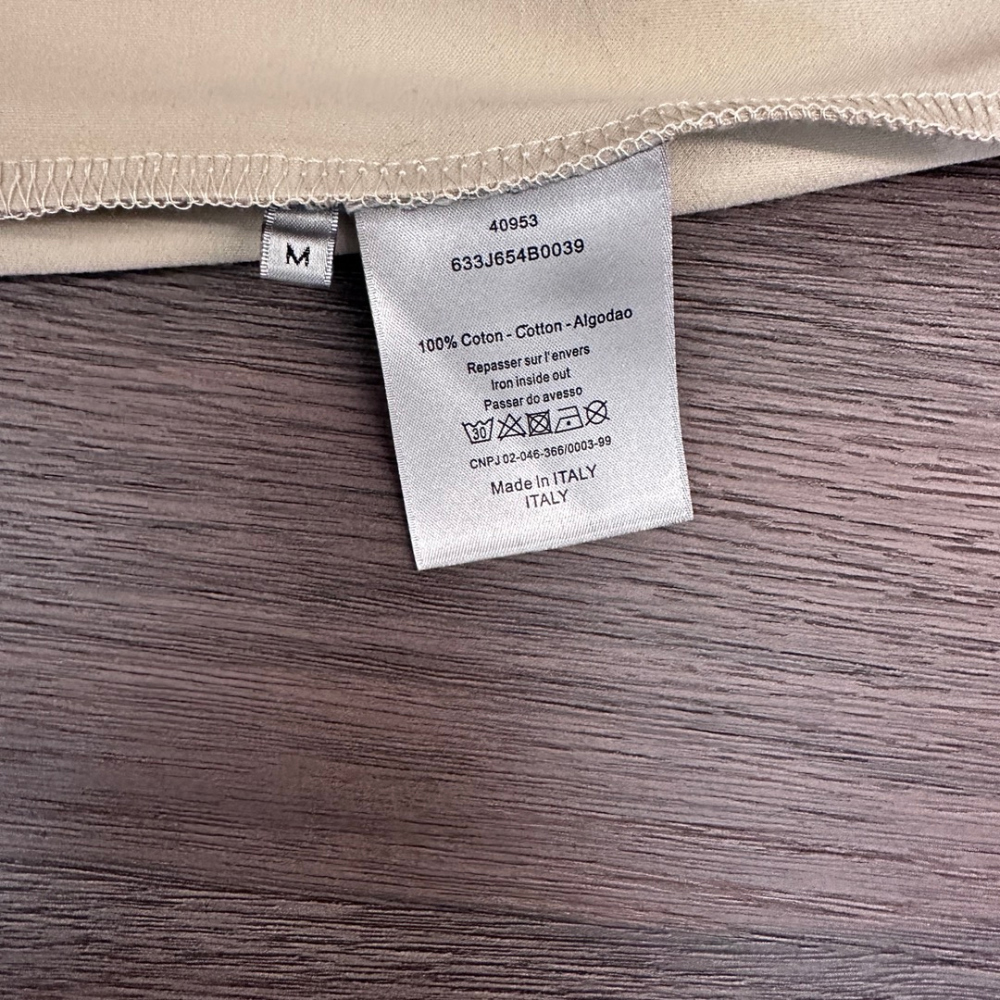 M
40953
633J654B0039
100% Coton - Cotton - Algodao
Repasser sur l'envers
Iron inside out
Passar do avesso
30
CNPJ 02-046-366/0003-99
Made In ITALY
ITALY